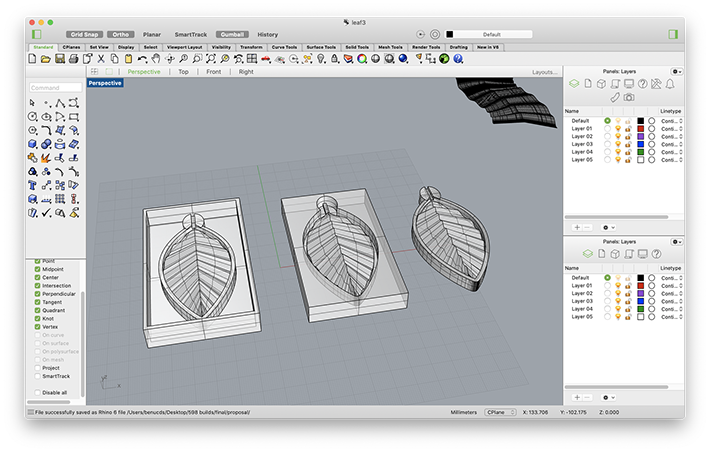 leaf3
Grid Snap Ortho Planar SmartTrack Gumball History Default
Standard CPlanes Set View Display Select Viewport Layout Visibility Transform Curve Tools Surface Tools Solid Tools Mesh Tools Render Tools Drafting New in V6
Perspective Top Front Right Layouts...
Perspective
Command
Point
Midpoint
Center
Intersection
Perpendicular
Tangent
Quadrant
Knot
Vertex
On curve
On surface
On polysurface
On mesh
Project
SmartTrack
Disable all
Panels: Layers
Name Linetype
Default Conti...
Layer 01 Conti...
Layer 02 Conti...
Layer 03 Conti...
Layer 04 Conti...
Layer 05 Conti...
Panels: Layers
Name Linetype
Default Conti...
Layer 01 Conti...
Layer 02 Conti...
Layer 03 Conti...
Layer 04 Conti...
Layer 05 Conti...
y
x
File successfully saved as Rhino 6 file /Users/benucds/Desktop/598 builds/final/proposal/ Millimeters CPlane X: 133.706 Y: -102.175 Z: 0.000